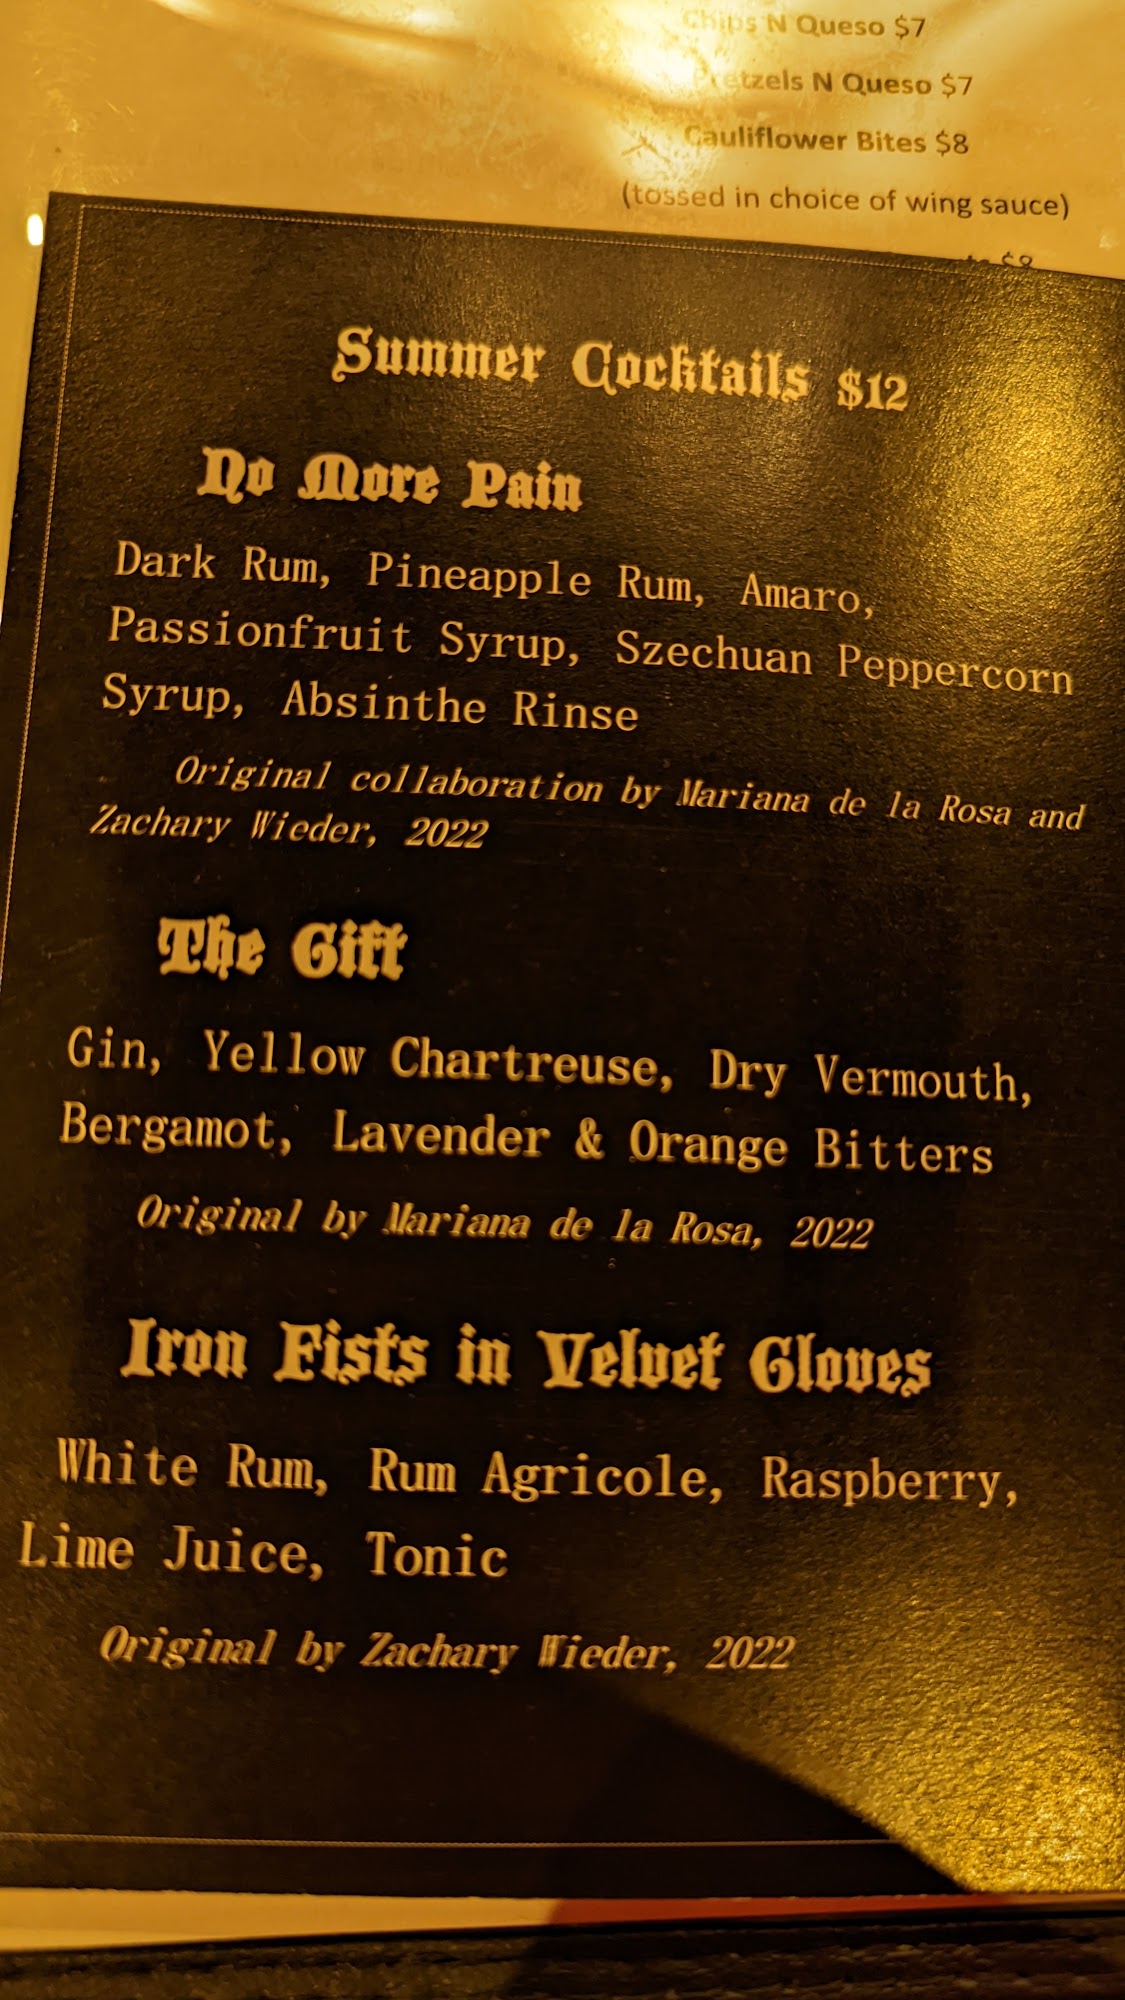 Chips N Queso $7
Pretzels N Queso $7
Cauliflower Bites $8
(tossed in choice of wing sauce)
$8
Summer Cocktails $12
No More Pain
Dark Rum, Pineapple Rum, Amaro,
Passionfruit Syrup, Szechuan Peppercorn
Syrup, Absinthe Rinse
Original collaboration by Mariana de la Rosa and
Zachary Wieder, 2022
The Gift
Gin, Yellow Chartreuse, Dry Vermouth,
Bergamot, Lavender & Orange Bitters
Original by Mariana de la Rosa, 2022
Iron Fists in Velvet Gloves
White Rum, Rum Agricole, Raspberry,
Lime Juice, Tonic
Original by Zachary Wieder, 2022